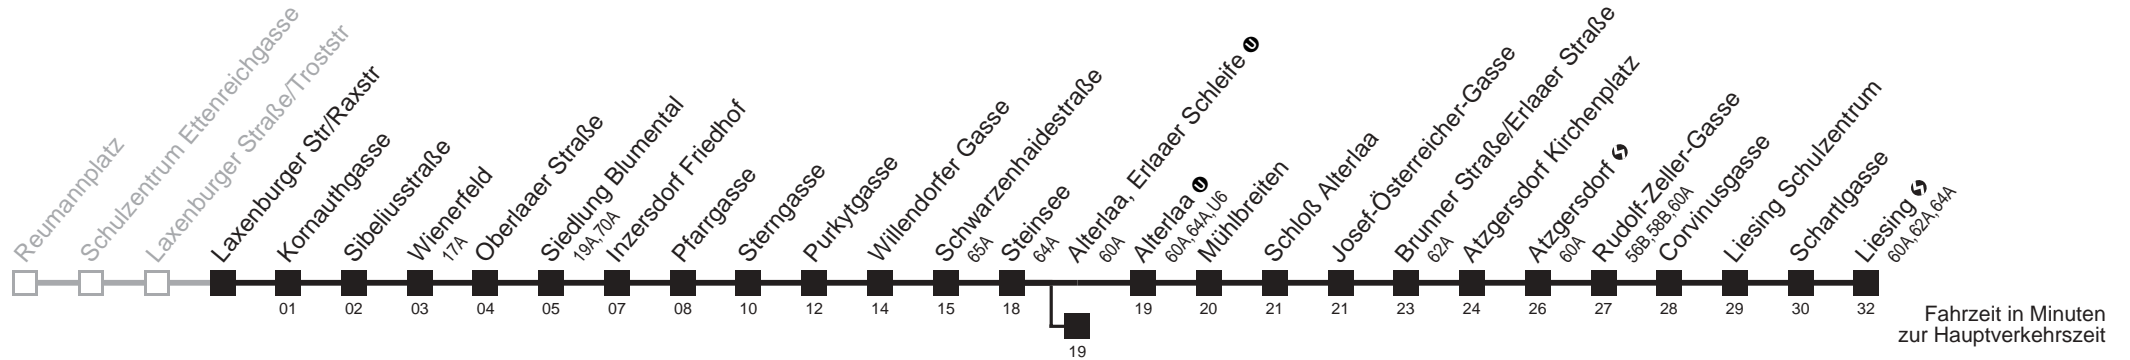 Reumannplatz
Schulzentrum Ettenreichgasse
Laxenburger Straße/Troststr
Laxenburger Str/Raxstr
Kornauthgasse
Sibeliusstraße
Wienerfeld
17A
Oberlaaer Straße
Siedlung Blumental
19A,70A
Inzersdorf Friedhof
Pfarrgasse
Sterngasse
Purkytgasse
Willendorfer Gasse
Schwarzenhaidestraße
65A
Steinsee
64A
Alterlaa, Erlaaer Schleife U
60A
Alterlaa U
60A,64A,U6
Mühlbreiten
Schloß Alterlaa
Josef-Österreicher-Gasse
Brunner Straße/Erlaaer Straße
62A
Atzgersdorf Kirchenplatz
Atzgersdorf
60A
Rudolf-Zeller-Gasse
56B,58B,60A
Corvinusgasse
Liesing Schulzentrum
Schartlgasse
Liesing
60A,62A,64A
01 02 03 04 05 07 08 10 12 14 15 18 19 20 21 21 23 24 26 27 28 29 30 32
19
Fahrzeit in Minuten
zur Hauptverkehrszeit